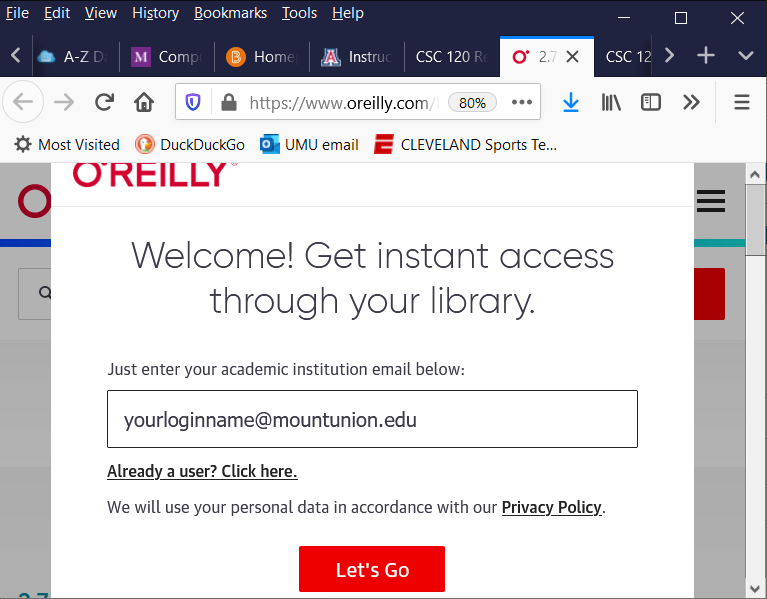 File Edit View History Bookmarks Tools Help
A-Z Da Comp Home Instruc CSC 120 Re 2.7 CSC 12
https://www.oreilly.com/ 80%
Most Visited DuckDuckGo UMU email CLEVELAND Sports Te...
O'REILLY®
Welcome! Get instant access
through your library.
Just enter your academic institution email below:
yourloginname@mountunion.edu
Already a user? Click here.
We will use your personal data in accordance with our Privacy Policy.
Let's Go